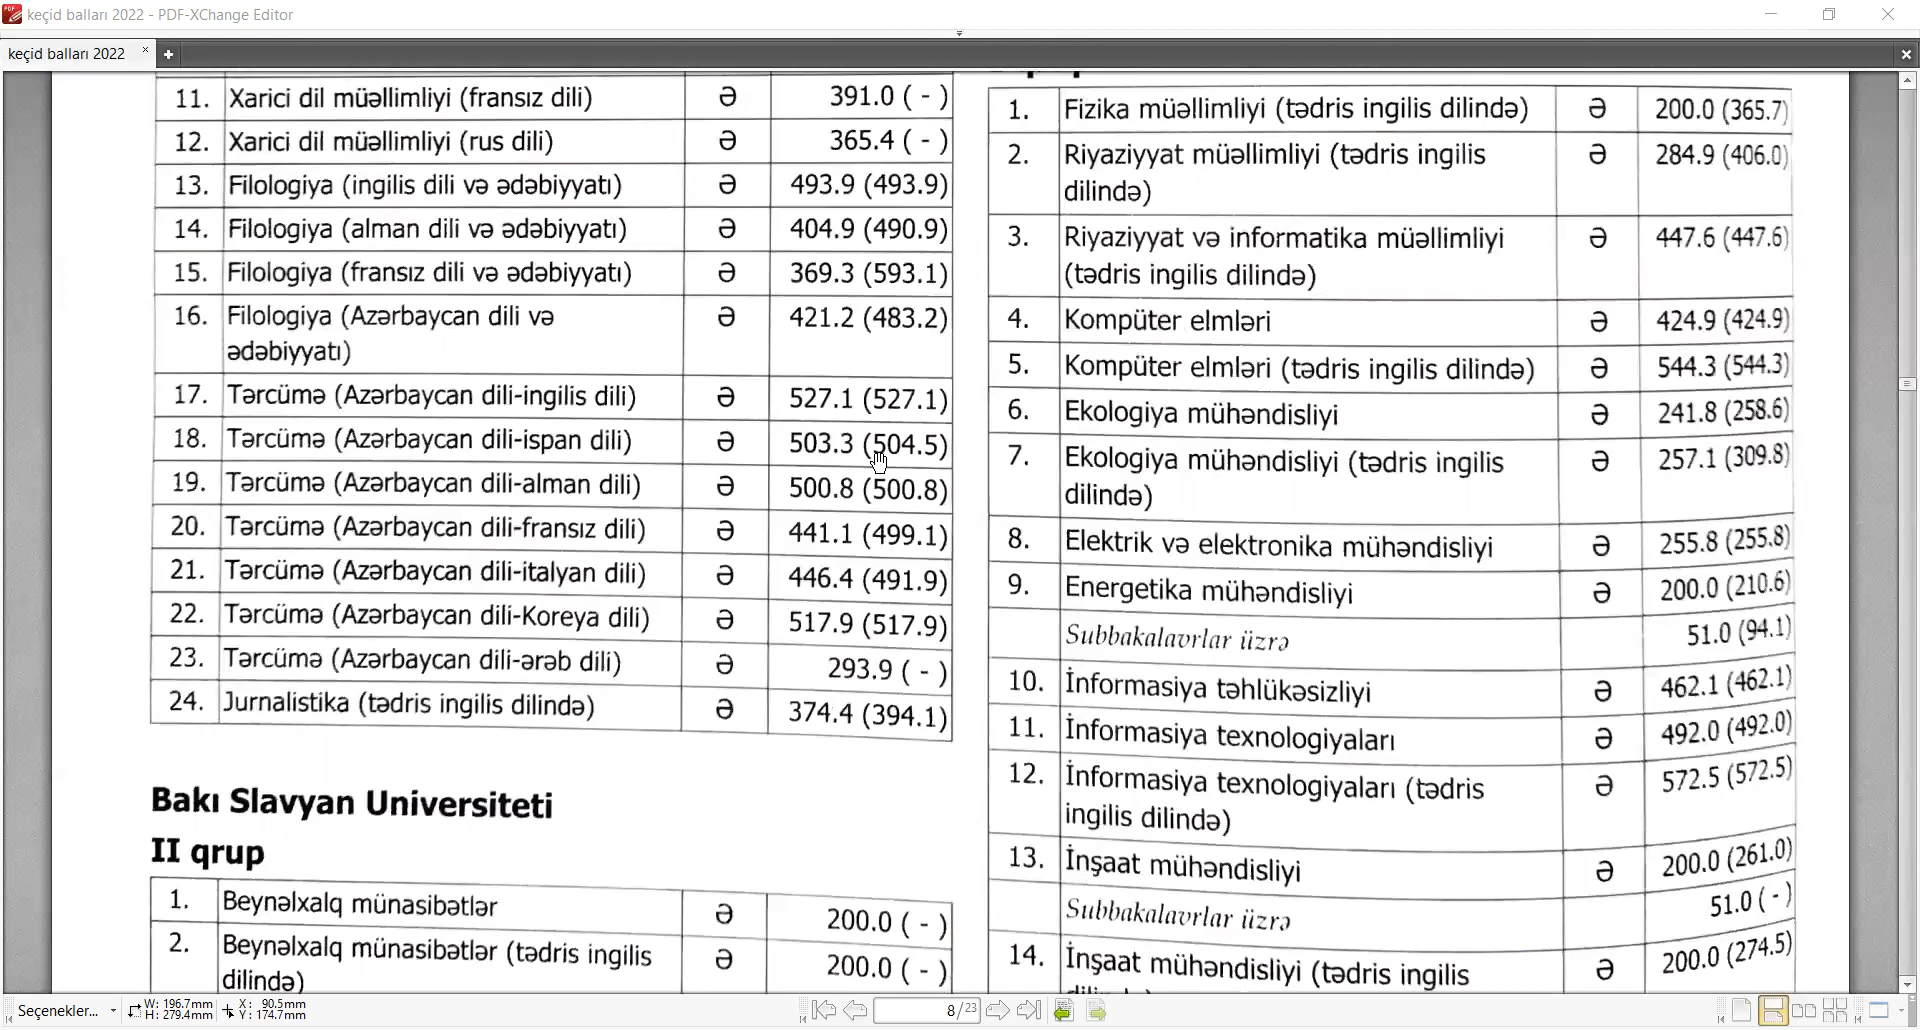 keçid balları 2022 - PDF-XChange Editor
keçid balları 2022
11. Xarici dil müəllimliyi (fransız dili) Ə 391.0 ( - )
12. Xarici dil müəllimliyi (rus dili) Ə 365.4 ( - )
13. Filologiya (ingilis dili və ədəbiyyatı) Ə 493.9 (493.9)
14. Filologiya (alman dili və ədəbiyyatı) Ə 404.9 (490.9)
15. Filologiya (fransız dili və ədəbiyyatı) Ə 369.3 (593.1)
16. Filologiya (Azərbaycan dili və Ə 421.2 (483.2)
ədəbiyyatı)
17. Tərcümə (Azərbaycan dili-ingilis dili) Ə 527.1 (527.1)
18. Tərcümə (Azərbaycan dili-ispan dili) Ə 503.3 (504.5)
19. Tərcümə (Azərbaycan dili-alman dili) Ə 500.8 (500.8)
20. Tərcümə (Azərbaycan dili-fransız dili) Ə 441.1 (499.1)
21. Tərcümə (Azərbaycan dili-italyan dili) Ə 446.4 (491.9)
22. Tərcümə (Azərbaycan dili-Koreya dili) Ə 517.9 (517.9)
23. Tərcümə (Azərbaycan dili-ərəb dili) Ə 293.9 ( - )
24. Jurnalistika (tədris ingilis dilində) Ə 374.4 (394.1)
Bakı Slavyan Universiteti
II qrup
1. Beynəlxalq münasibətlər Ə 200.0 ( - )
2. Beynəlxalq münasibətlər (tədris ingilis Ə 200.0 ( - )
dilində)
1. Fizika müəllimliyi (tədris ingilis dilində) Ə 200.0 (365.7)
2. Riyaziyyat müəllimliyi (tədris ingilis Ə 284.9 (406.0)
dilində)
3. Riyaziyyat və informatika müəllimliyi Ə 447.6 (447.6)
(tədris ingilis dilində)
4. Kompüter elmləri Ə 424.9 (424.9)
5. Kompüter elmləri (tədris ingilis dilində) Ə 544.3 (544.3)
6. Ekologiya mühəndisliyi Ə 241.8 (258.6)
7. Ekologiya mühəndisliyi (tədris ingilis Ə 257.1 (309.8)
dilində)
8. Elektrik və elektronika mühəndisliyi Ə 255.8 (255.8)
9. Energetika mühəndisliyi Ə 200.0 (210.6)
Subbakalavrlar üzrə 51.0 (94.1)
10. İnformasiya təhlükəsizliyi Ə 462.1 (462.1)
11. İnformasiya texnologiyaları Ə 492.0 (492.0)
12. İnformasiya texnologiyaları (tədris Ə 572.5 (572.5)
ingilis dilində)
13. İnşaat mühəndisliyi Ə 200.0 (261.0)
Subbakalavrlar üzrə 51.0 ( - )
14. İnşaat mühəndisliyi (tədris ingilis Ə 200.0 (274.5)
Seçenekler... W: 196.7mm X: 90.5mm 8 / 23
H: 279.4mm Y: 174.7mm